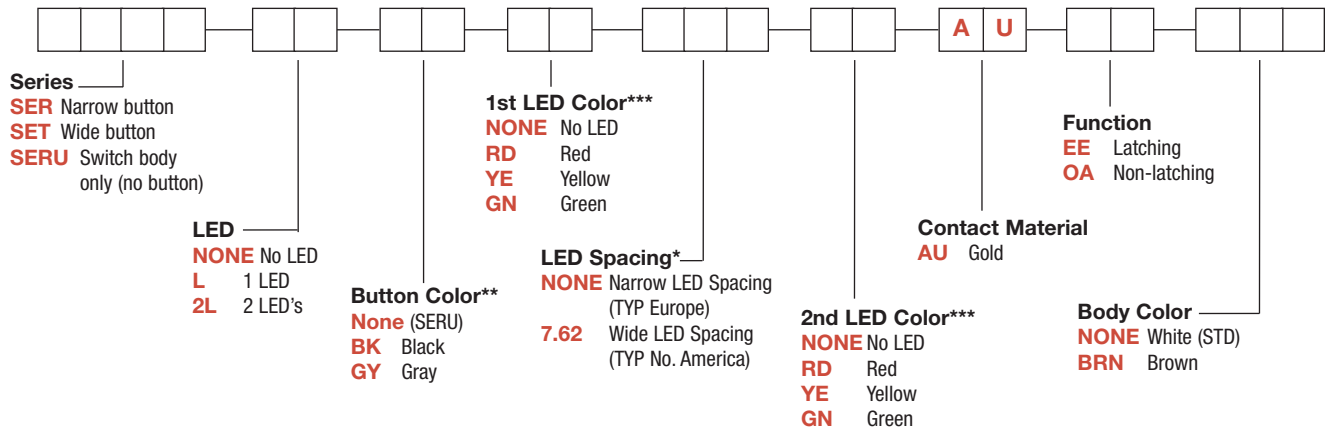 A U
Series
SER Narrow button
SET Wide button
SERU Switch body
only (no button)
LED
NONE No LED
L 1 LED
2L 2 LED's
Button Color**
None (SERU)
BK Black
GY Gray
1st LED Color***
NONE No LED
RD Red
YE Yellow
GN Green
LED Spacing*
NONE Narrow LED Spacing
(TYP Europe)
7.62 Wide LED Spacing
(TYP No. America)
2nd LED Color***
NONE No LED
RD Red
YE Yellow
GN Green
Contact Material
AU Gold
Function
EE Latching
OA Non-latching
Body Color
NONE White (STD)
BRN Brown